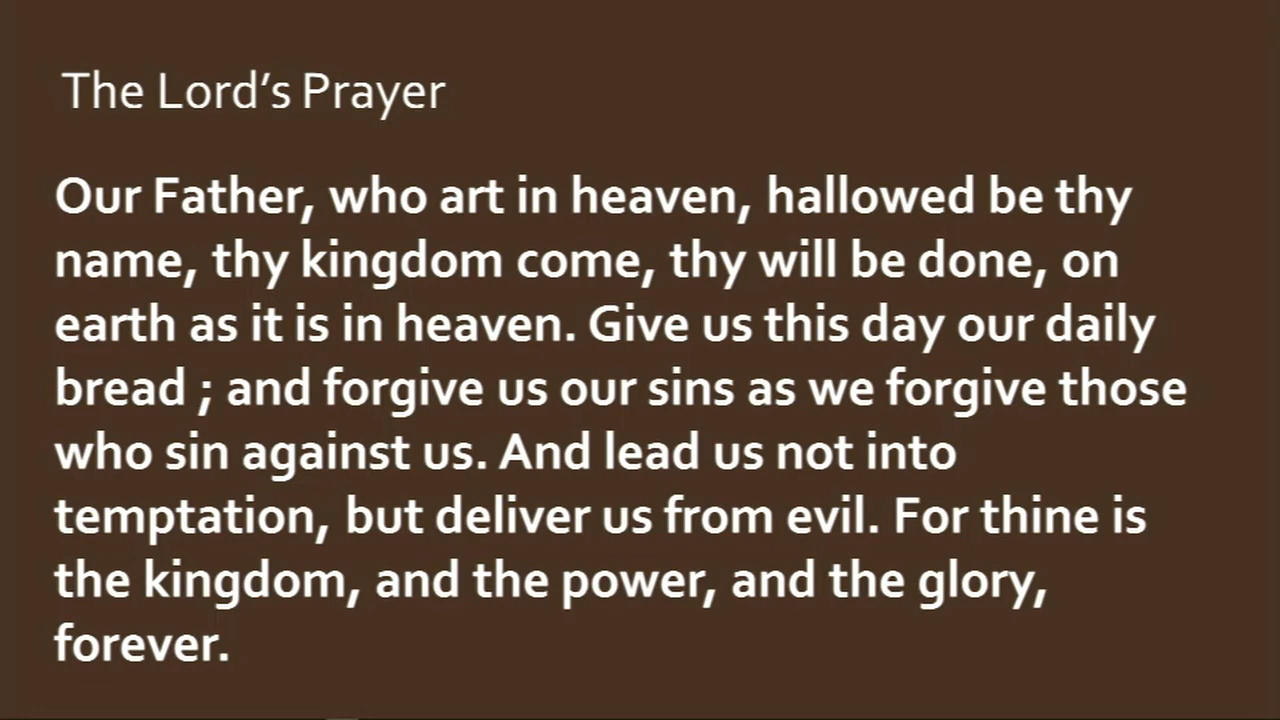 The Lord’s Prayer
Our Father, who art in heaven, hallowed be thy
name, thy kingdom come, thy will be done, on
earth as it is in heaven. Give us this day our daily
bread ; and forgive us our sins as we forgive those
who sin against us. And lead us not into
temptation, but deliver us from evil. For thine is
the kingdom, and the power, and the glory,
forever.